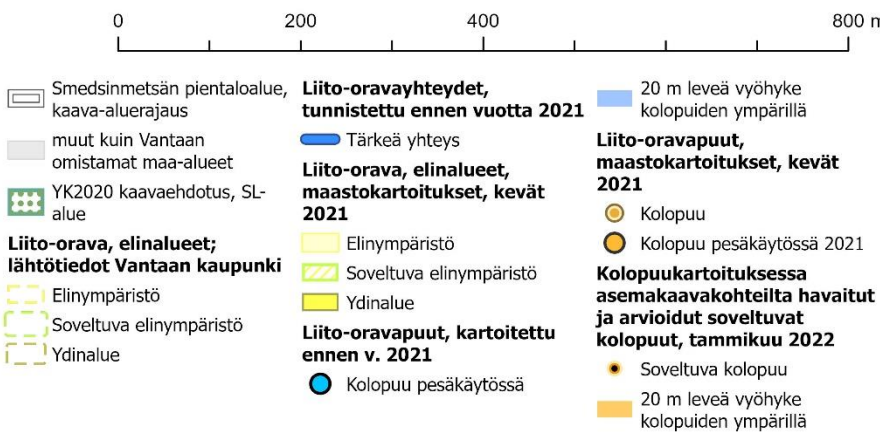 0 200 400 800 m
Smedsinmetsän pientaloalue,
kaava-aluerajaus
muut kuin Vantaan
omistamat maa-alueet
YK2020 kaavaehdotus, SL-
alue
Liito-orava, elinalueet;
lähtötiedot Vantaan kaupunki
Elinympäristö
Soveltuva elinympäristö
Ydinalue
Liito-oravayhteydet,
tunnistettu ennen vuotta 2021
Tärkeä yhteys
Liito-orava, elinalueet,
maastokartoitukset, kevät
2021
Elinympäristö
Soveltuva elinympäristö
Ydinalue
Liito-oravapuut, kartoitettu
ennen v. 2021
Kolopuu pesäkäytössä
20 m leveä vyöhyke
kolopuiden ympärillä
Liito-oravapuut,
maastokartoitukset, kevät
2021
Kolopuu
Kolopuu pesäkäytössä 2021
Kolopuukartoituksessa
asemakaavakohteilta havaitut
ja arvioidut soveltuvat
kolopuut, tammikuu 2022
Soveltuva kolopuu
20 m leveä vyöhyke
kolopuiden ympärillä